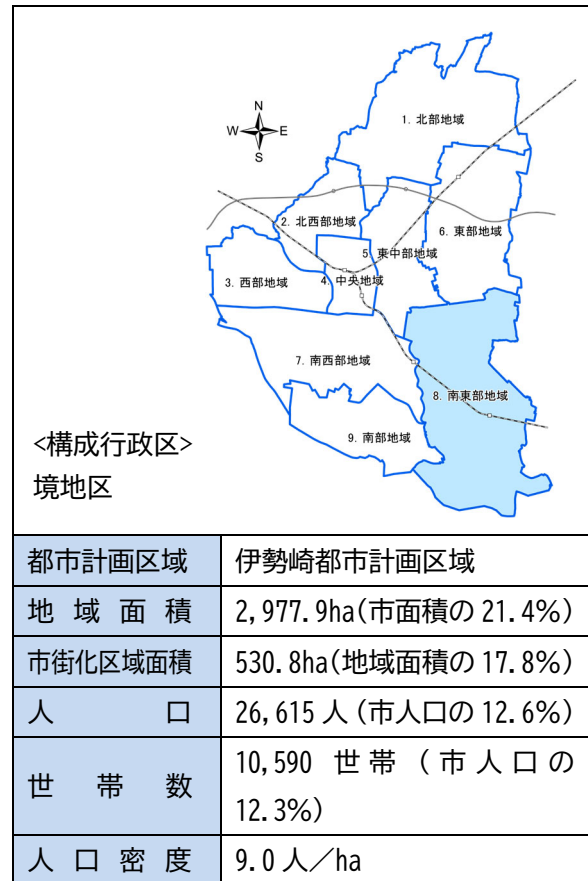 N
W E
S
1. 北部地域
2. 北西部地域
6. 東部地域
5. 東中部地域
3. 西部地域
4. 中央地域
7. 南西部地域
8. 南東部地域
9. 南部地域
<構成行政区>
境地区
都市計画区域 伊勢崎都市計画区域
地域面積 2,977.9ha(市面積の 21.4%)
市街化区域面積 530.8ha(地域面積の 17.8%)
人口 26,615 人(市人口の 12.6%)
世帯数 10,590 世帯(市人口の
12.3%)
人口密度 9.0 人/ha